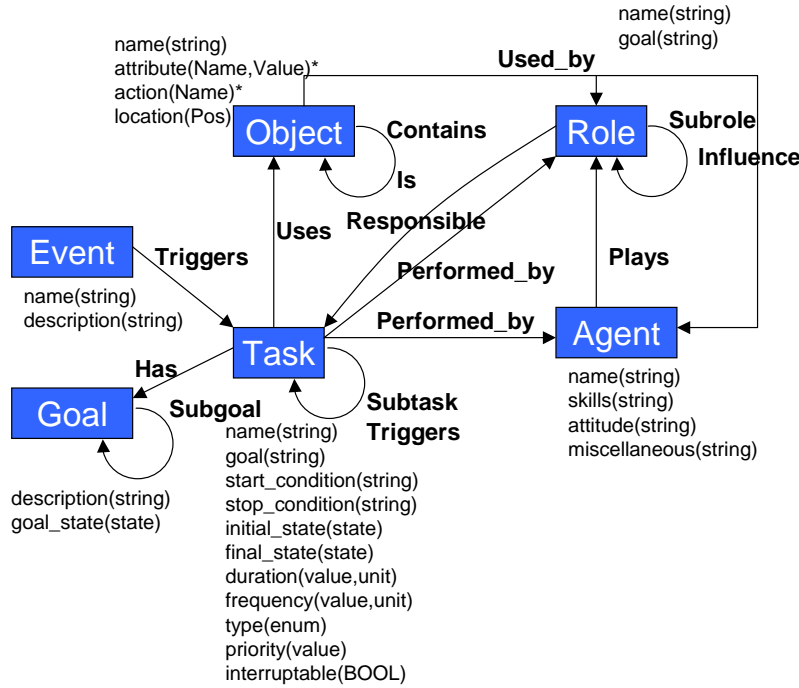 name(string)
goal(string)
name(string)
attribute(Name,Value)*
action(Name)*
location(Pos)
Used_by
Object
Contains
Is
Role
Subrole
Influence
Responsible
Uses
Event
Triggers
name(string)
description(string)
Performed_by
Plays
Performed_by
Task
Agent
Has
Goal
Subgoal
Subtask
Triggers
name(string)
skills(string)
attitude(string)
miscellaneous(string)
description(string)
goal_state(state)
name(string)
goal(string)
start_condition(string)
stop_condition(string)
initial_state(state)
final_state(state)
duration(value,unit)
frequency(value,unit)
type(enum)
priority(value)
interruptable(BOOL)